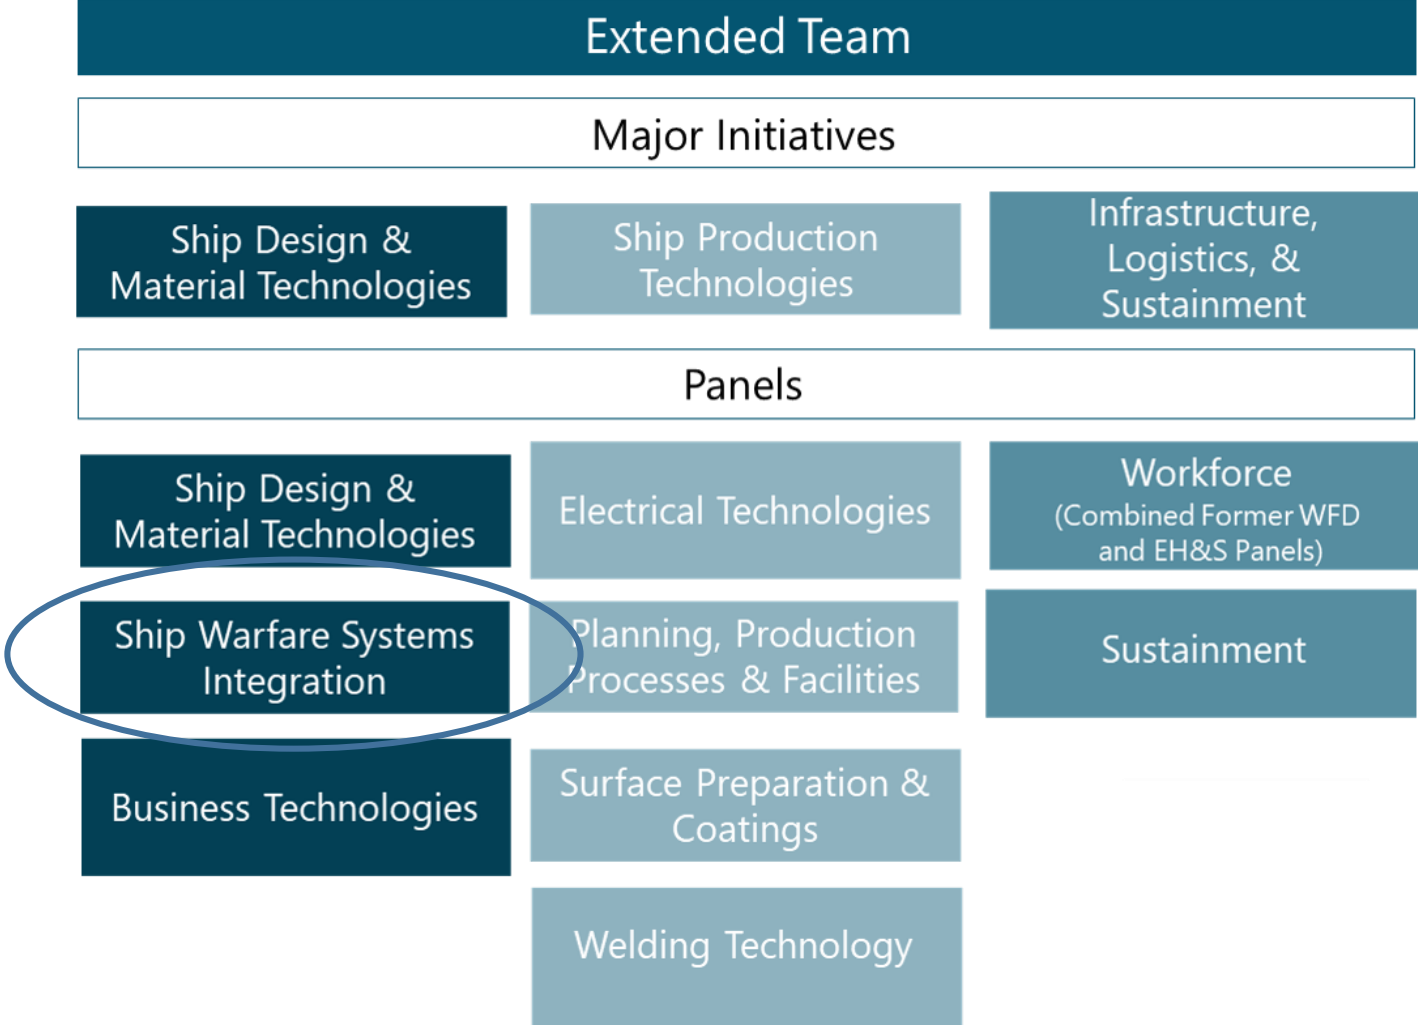 Extended Team
Major Initiatives
Ship Design &
Material Technologies
Ship Production
Technologies
Infrastructure,
Logistics, &
Sustainment
Panels
Ship Design &
Material Technologies
Electrical Technologies
Workforce
(Combined Former WFD
and EH&S Panels)
Ship Warfare Systems
Integration
Planning, Production
Processes & Facilities
Sustainment
Business Technologies
Surface Preparation &
Coatings
Welding Technology